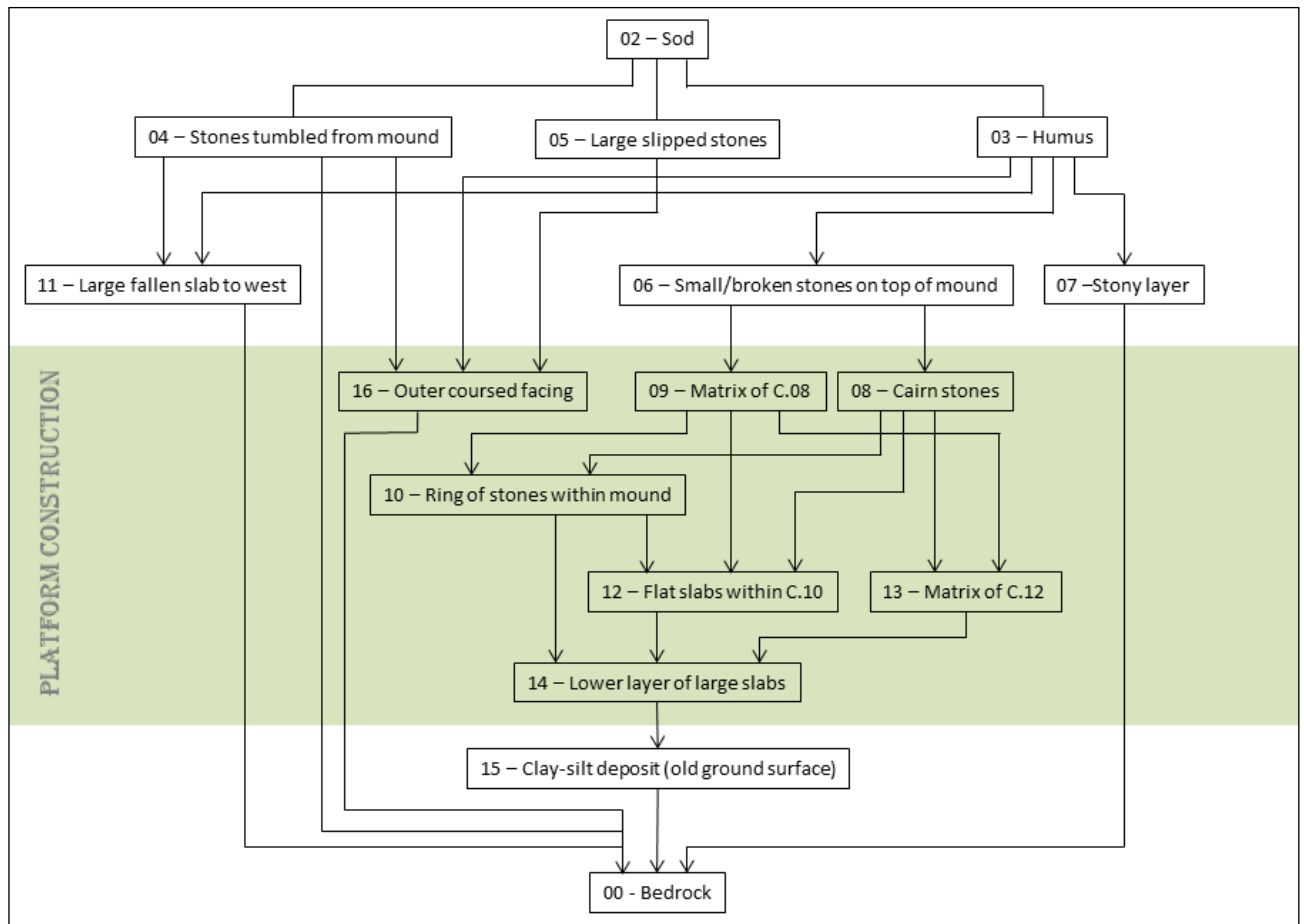 02 – Sod
04 – Stones tumbled from mound
05 – Large slipped stones
03 – Humus
11 – Large fallen slab to west
06 – Small/broken stones on top of mound
07 –Stony layer
PLATFORM CONSTRUCTION
16 – Outer coursed facing
09 – Matrix of C.08
08 – Cairn stones
10 – Ring of stones within mound
12 – Flat slabs within C.10
13 – Matrix of C.12
14 – Lower layer of large slabs
15 – Clay-silt deposit (old ground surface)
00 - Bedrock